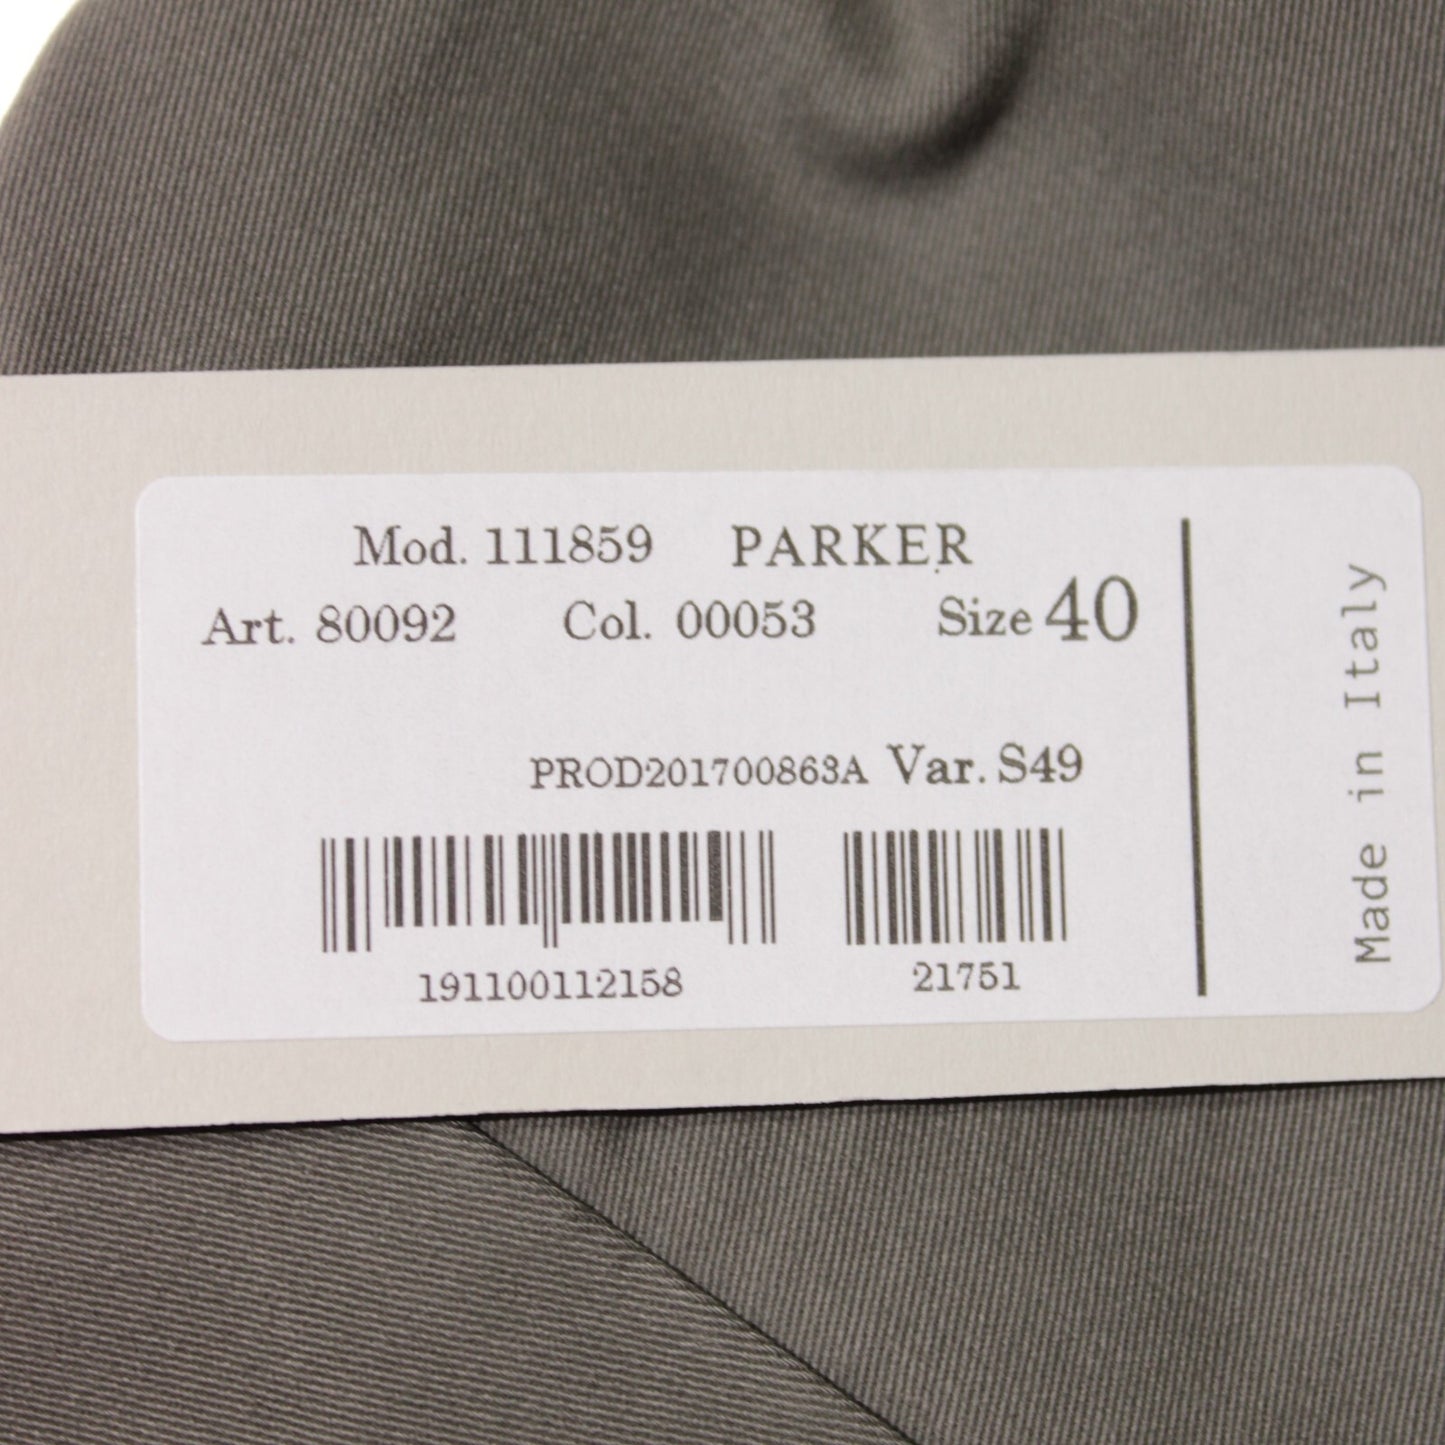 Mod. 111859 PARKER
Art. 80092 Col. 00053 Size 40
PROD201700863A Var. S49
191100112158 21751
Made in Italy